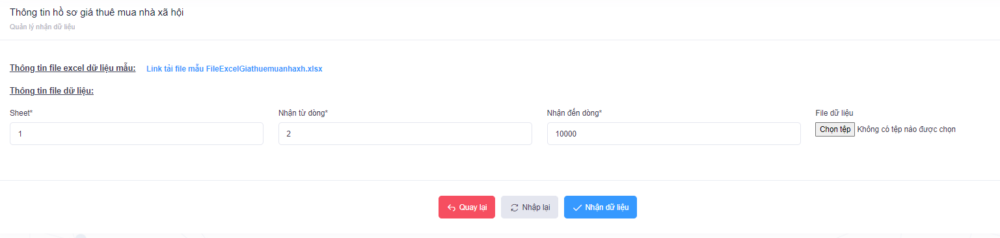 Thông tin hồ sơ giá thuê mua nhà xã hội
Quản lý nhận dữ liệu
Thông tin file excel dữ liệu mẫu: Link tải file mẫu FileExcelGiathuemuanhaxh.xlsx
Thông tin file dữ liệu:
Sheet* Nhận từ dòng* Nhận đến dòng* File dữ liệu
1 2 10000 Chọn tệp Không có tệp nào được chọn
Quay lại Nhập lại Nhận dữ liệu